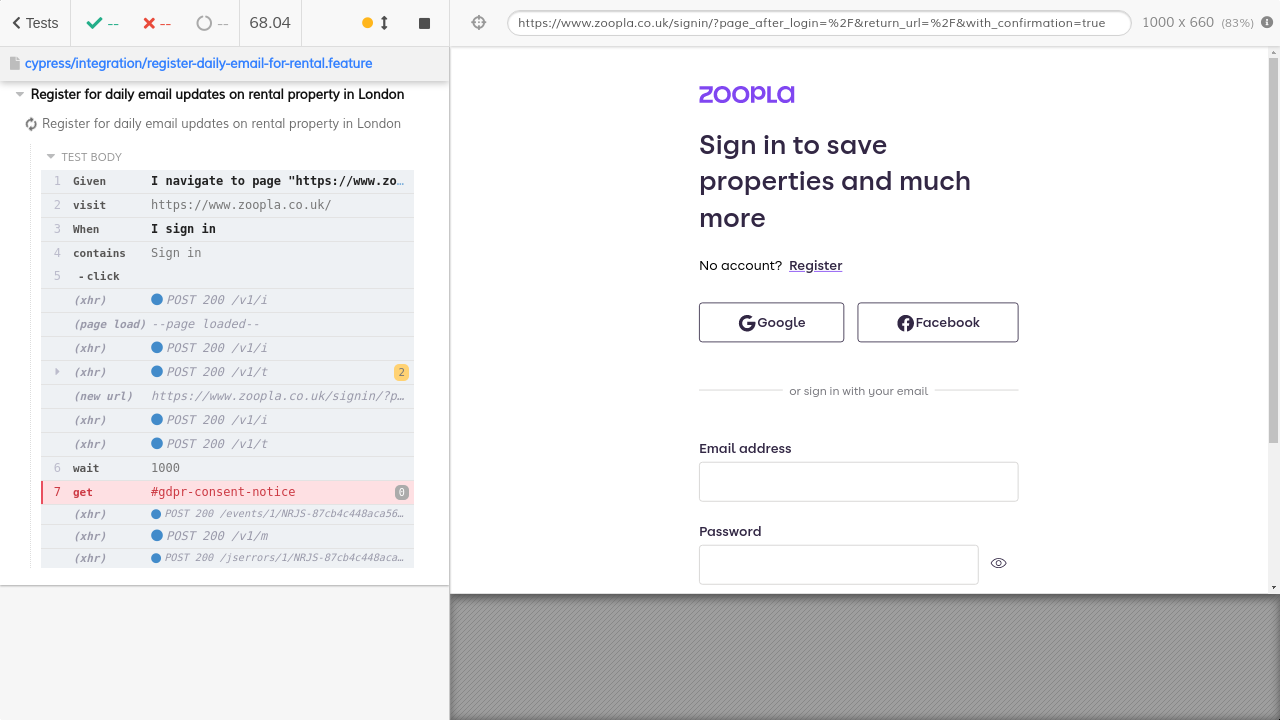 Tests
--
--
--
68.04
cypress/integration/register-daily-email-for-rental.feature
Register for daily email updates on rental property in London
Register for daily email updates on rental property in London
TEST BODY
1 Given I navigate to page "https://www.zo…
2 visit https://www.zoopla.co.uk/
3 When I sign in
4 contains Sign in
5 -click
(xhr) POST 200 /v1/i
(page load) --page loaded--
(xhr) POST 200 /v1/i
(xhr) POST 200 /v1/t 2
(new url) https://www.zoopla.co.uk/signin/?p…
(xhr) POST 200 /v1/i
(xhr) POST 200 /v1/t
6 wait 1000
7 get #gdpr-consent-notice 0
(xhr) POST 200 /events/1/NRJS-87cb4c448aca56…
(xhr) POST 200 /v1/m
(xhr) POST 200 /jserrors/1/NRJS-87cb4c448aca…
https://www.zoopla.co.uk/signin/?page_after_login=%2F&return_url=%2F&with_confirmation=true
1000 x 660 (83%)
ZOOPLA
Sign in to save
properties and much
more
No account? Register
Google
Facebook
or sign in with your email
Email address
Password